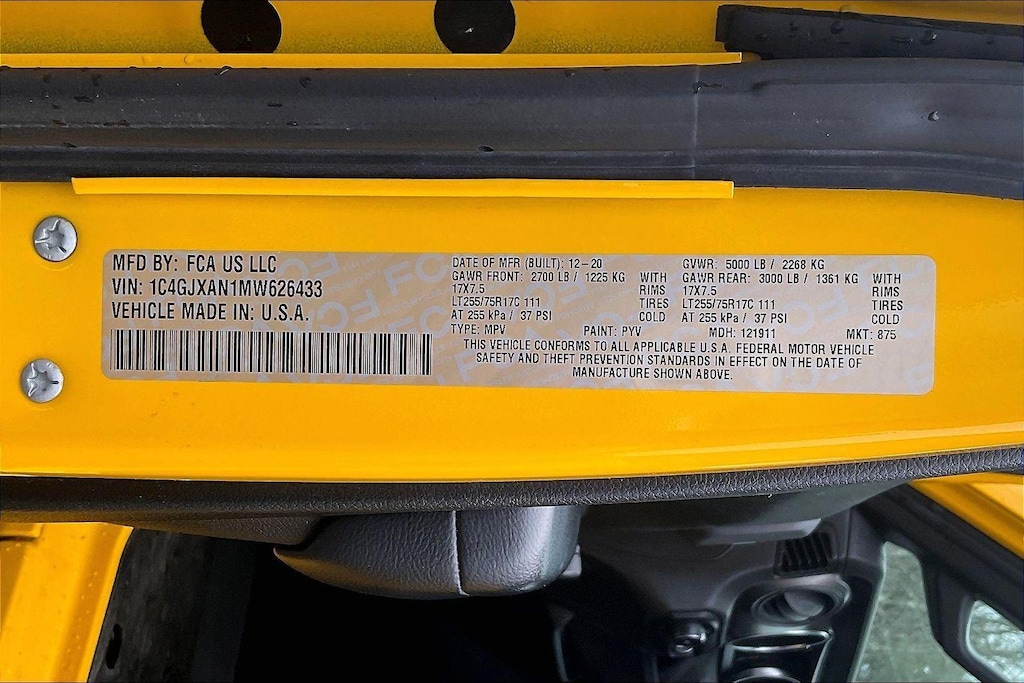 MFD BY: FCA US LLC
VIN: 1C4GJXAN1MW626433
VEHICLE MADE IN: U.S.A.
DATE OF MFR (BUILT): 12-20 GVWR: 5000 LB / 2268 KG
GAWR FRONT: 2700 LB / 1225 KG WITH GAWR REAR: 3000 LB / 1361 KG WITH
17X7.5 RIMS 17X7.5 RIMS
LT255/75R17C 111 TIRES LT255/75R17C 111 TIRES
AT 255 kPa / 37 PSI COLD AT 255 kPa / 37 PSI COLD
TYPE: MPV PAINT: PYV MDH: 121911 MKT: 875
THIS VEHICLE CONFORMS TO ALL APPLICABLE U.S.A. FEDERAL MOTOR VEHICLE
SAFETY AND THEFT PREVENTION STANDARDS IN EFFECT ON THE DATE OF
MANUFACTURE SHOWN ABOVE.